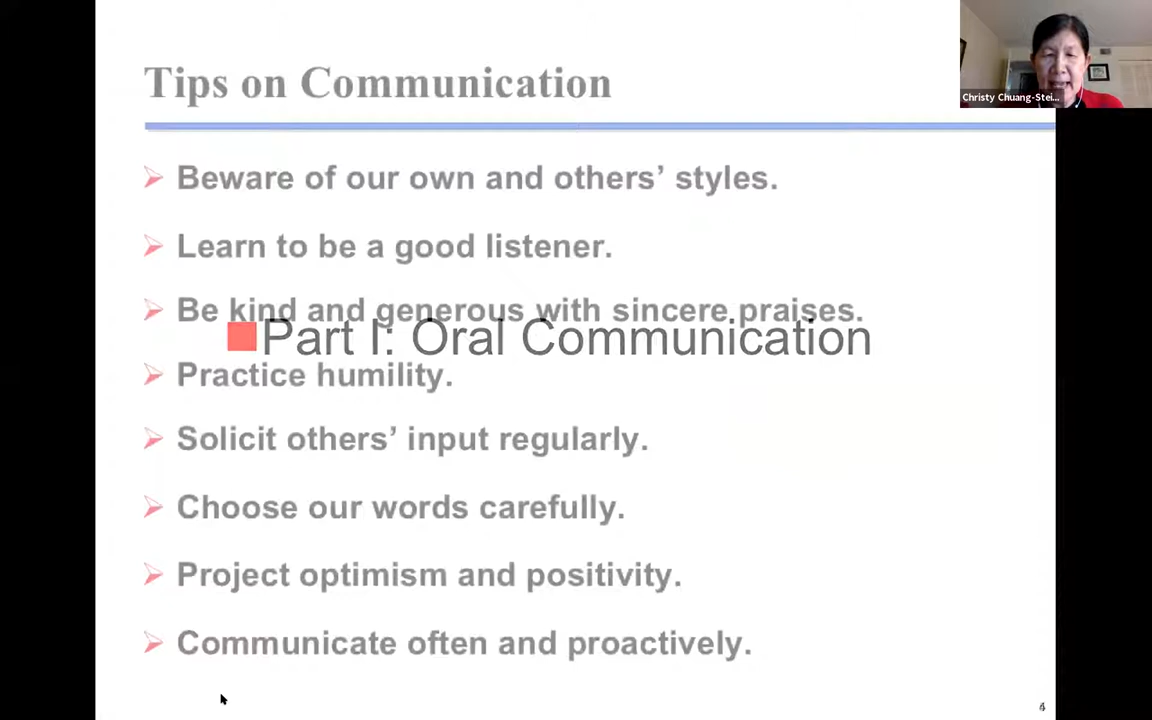 Tips on Communication
Christy Chuang-Stei...
Beware of our own and others’ styles.
Learn to be a good listener.
Be kind and generous with sincere praises.
Part I: Oral Communication
Practice humility.
Solicit others’ input regularly.
Choose our words carefully.
Project optimism and positivity.
Communicate often and proactively.